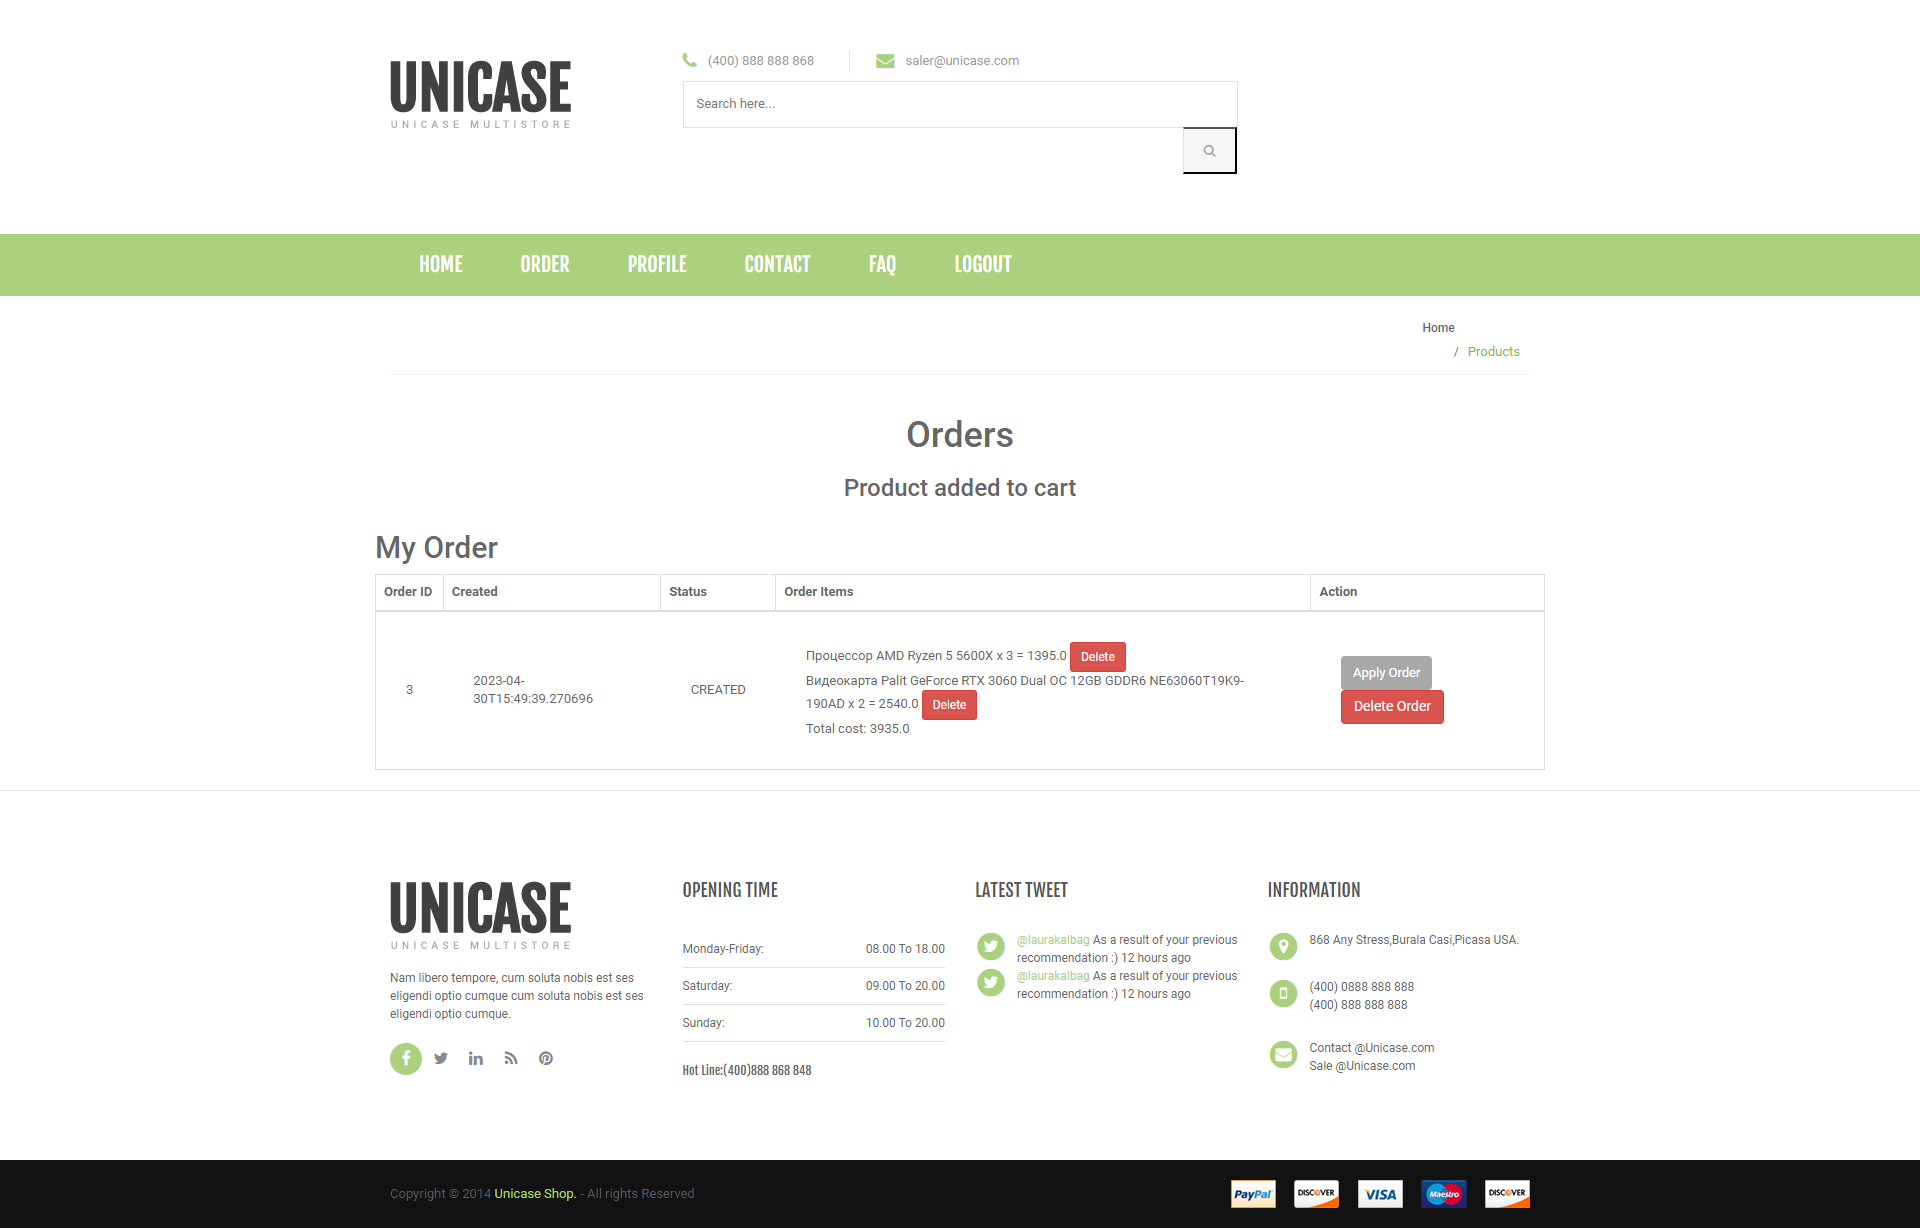 UNICASE
UNICASE MULTISTORE
(400) 888 888 868
saler@unicase.com
Search here...
HOME
ORDER
PROFILE
CONTACT
FAQ
LOGOUT
Home
/ Products
Orders
Product added to cart
My Order
Order ID
Created
Status
Order Items
Action
3
2023-04-
30T15:49:39.270696
CREATED
Процессор AMD Ryzen 5 5600X x 3 = 1395.0 Delete
Видеокарта Palit GeForce RTX 3060 Dual OC 12GB GDDR6 NE63060T19K9-
190AD x 2 = 2540.0 Delete
Total cost: 3935.0
Apply Order
Delete Order
UNICASE
UNICASE MULTISTORE
Nam libero tempore, cum soluta nobis est ses
eligendi optio cumque cum soluta nobis est ses
eligendi optio cumque.
OPENING TIME
Monday-Friday: 08.00 To 18.00
Saturday: 09.00 To 20.00
Sunday: 10.00 To 20.00
Hot Line:(400)888 868 848
LATEST TWEET
@laurakalbag As a result of your previous
recommendation :) 12 hours ago
@laurakalbag As a result of your previous
recommendation :) 12 hours ago
INFORMATION
868 Any Stress,Burala Casi,Picasa USA.
(400) 0888 888 888
(400) 888 888 888
Contact @Unicase.com
Sale @Unicase.com
Copyright © 2014 Unicase Shop. - All rights Reserved
PayPal
DISCOVER
VISA
Maestro
DISCOVER